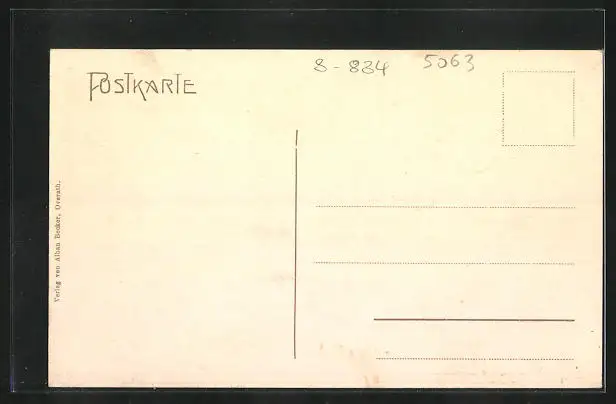 8-834 5063
POSTKARTE
Verlag von Alban Becker, Overath.